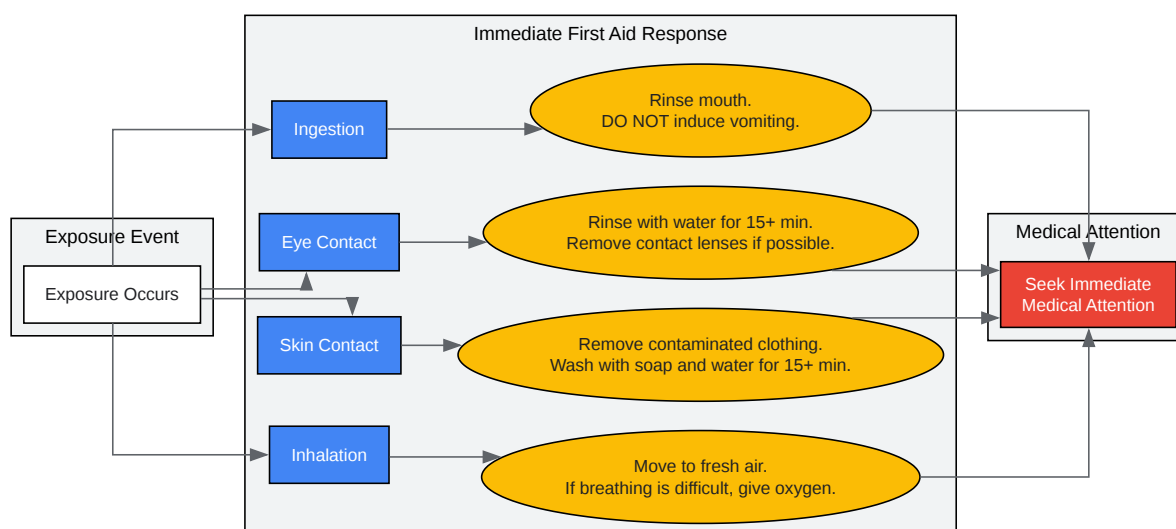 Immediate First Aid Response
Ingestion
Rinse mouth.
DO NOT induce vomiting.
Exposure Event
Exposure Occurs
Eye Contact
Rinse with water for 15+ min.
Remove contact lenses if possible.
Skin Contact
Remove contaminated clothing.
Wash with soap and water for 15+ min.
Inhalation
Move to fresh air.
If breathing is difficult, give oxygen.
Medical Attention
Seek Immediate
Medical Attention